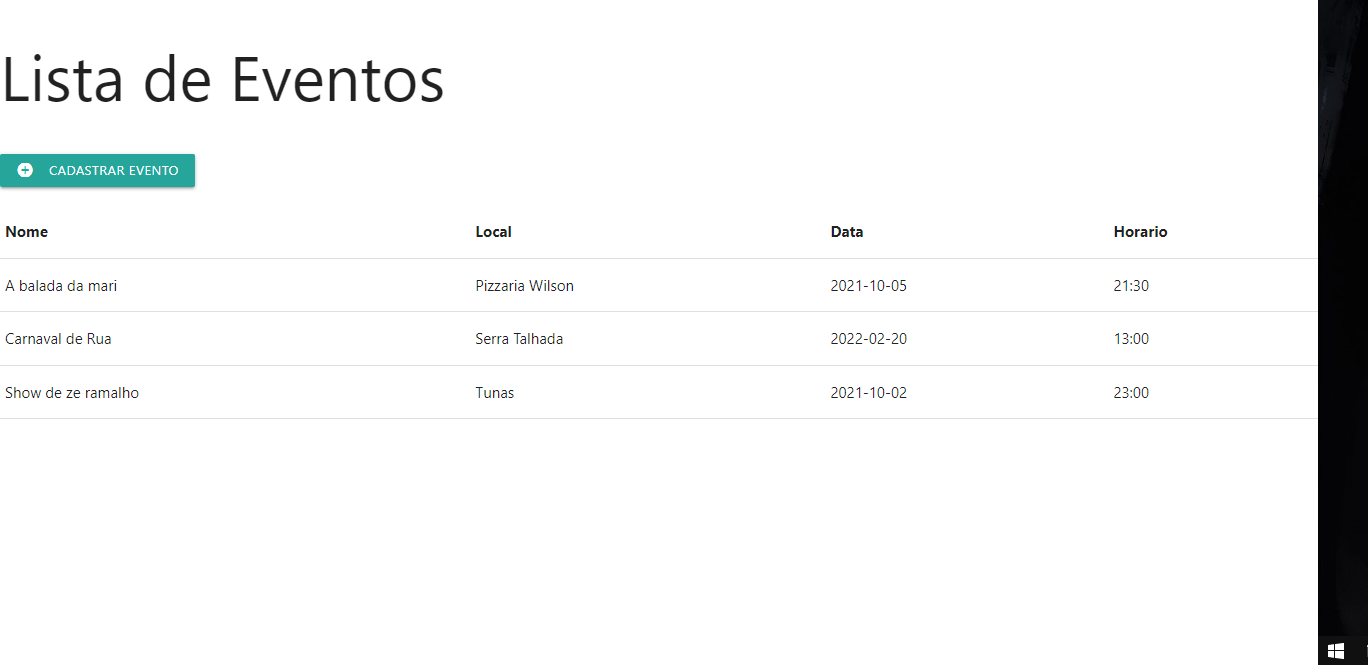 Lista de Eventos
CADASTRAR EVENTO
Nome Local Data Horario
A balada da mari Pizzaria Wilson 2021-10-05 21:30
Carnaval de Rua Serra Talhada 2022-02-20 13:00
Show de ze ramalho Tunas 2021-10-02 23:00